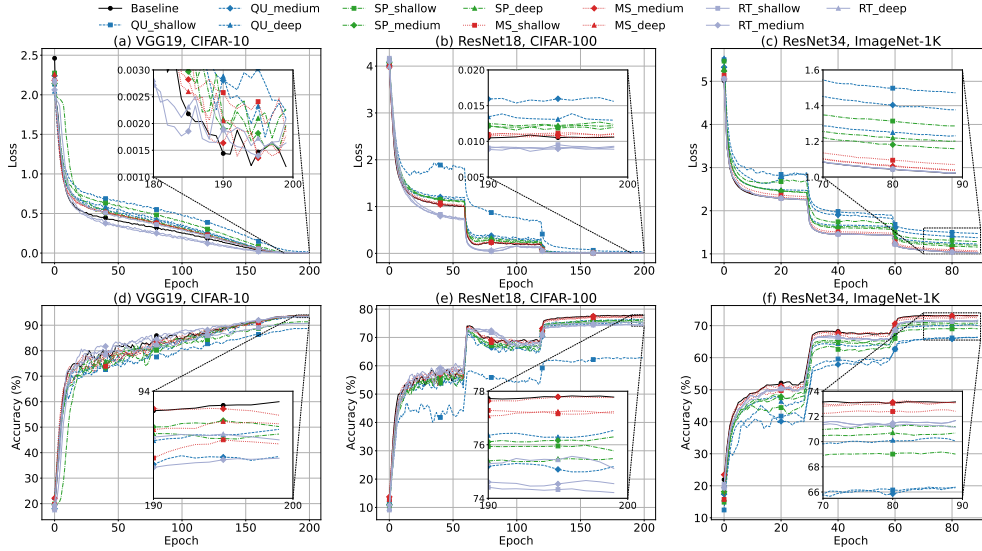 Baseline QU_medium SP_shallow SP_deep MS_medium RT_shallow RT_deep
QU_shallow QU_deep SP_medium MS_shallow MS_deep RT_medium
(a) VGG19, CIFAR-10
2.5
2.0
1.5
1.0
0.5
0.0
Loss
0.0030
0.0025
0.0020
0.0015
0.0010
180 190 200
0 50 100 150 200
Epoch
(b) ResNet18, CIFAR-100
4
3
2
1
0
Loss
0.020
0.015
0.010
0.005
190 200
0 50 100 150 200
Epoch
(c) ResNet34, ImageNet-1K
5
4
3
2
1
Loss
1.6
1.4
1.2
1.0
70 80 90
0 20 40 60 80
Epoch
(d) VGG19, CIFAR-10
90
80
70
60
50
40
30
20
Accuracy (%)
94
190 200
0 50 100 150 200
Epoch
(e) ResNet18, CIFAR-100
80
70
60
50
40
30
20
10
Accuracy (%)
78
76
74
190 200
0 50 100 150 200
Epoch
(f) ResNet34, ImageNet-1K
70
60
50
40
30
20
10
Accuracy (%)
74
72
70
68
66
70 80 90
0 20 40 60 80
Epoch